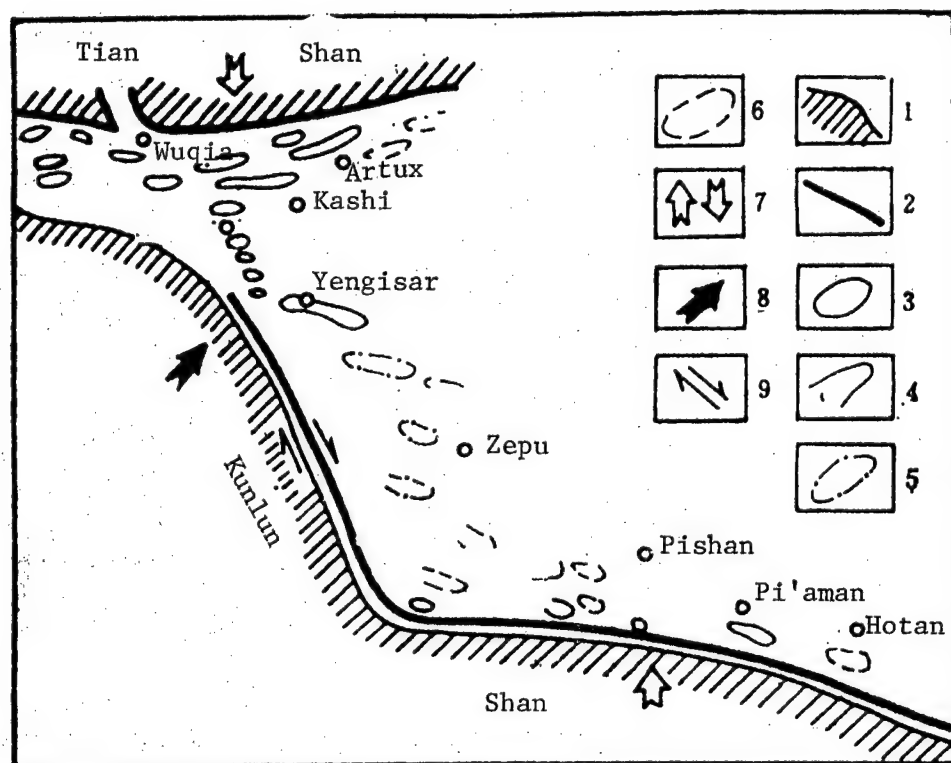 Tian Shan
6 1
Wuqia
Artux
7 2
Kashi
Yengisar
8 3
9 4
Zepu
5
Kunlun
Pishan
Pi'aman
Hotan
Shan